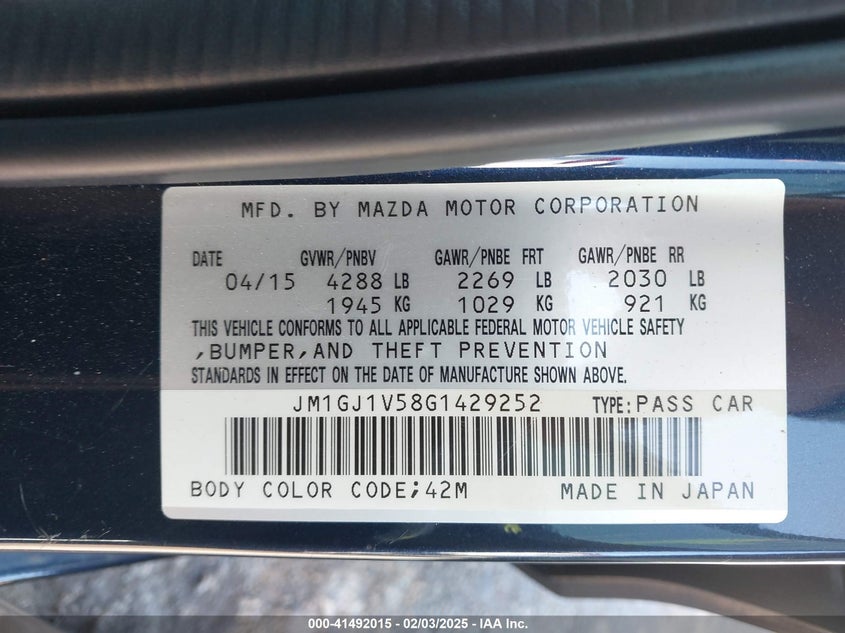 MFD. BY MAZDA MOTOR CORPORATION
DATE GVWR/PNBV GAWR/PNBE FRT GAWR/PNBE RR
04/15 4288 LB 2269 LB 2030 LB
1945 KG 1029 KG 921 KG
THIS VEHICLE CONFORMS TO ALL APPLICABLE FEDERAL MOTOR VEHICLE SAFETY
,BUMPER,AND THEFT PREVENTION
STANDARDS IN EFFECT ON THE DATE OF MANUFACTURE SHOWN ABOVE.
JM1GJ1V58G1429252 TYPE:PASS CAR
BODY COLOR CODE;42M MADE IN JAPAN
000-41492015 - 02/03/2025 - IAA Inc.